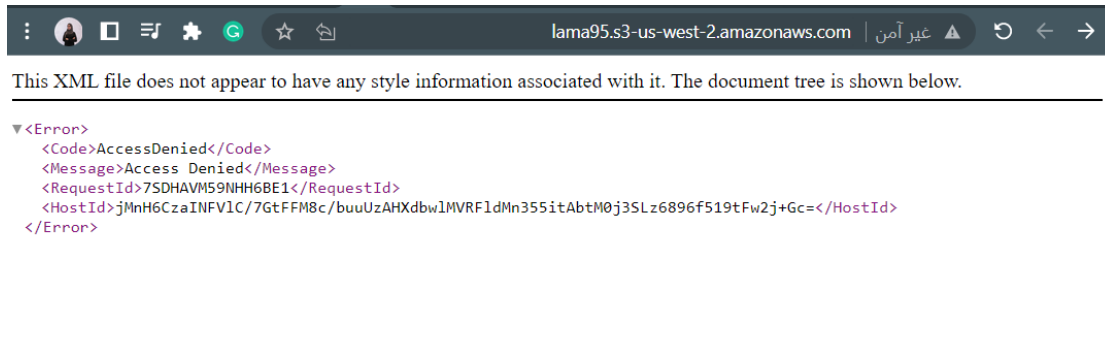 lama95.s3-us-west-2.amazonaws.com | غير آمن
This XML file does not appear to have any style information associated with it. The document tree is shown below.
▼<Error>
<Code>AccessDenied</Code>
<Message>Access Denied</Message>
<RequestId>7SDHAVM59NHH6BE1</RequestId>
<HostId>jMnH6CzaINFVlC/7GtFFM8c/buuUzAHXdbwlMVRFldMn355itAbtM0j3SLz6896f519tFw2j+Gc=</HostId>
</Error>